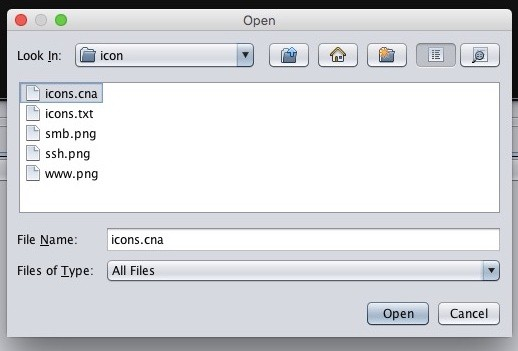 Open
Look In: icon
icons.cna
icons.txt
smb.png
ssh.png
www.png
File Name: icons.cna
Files of Type: All Files
Open Cancel